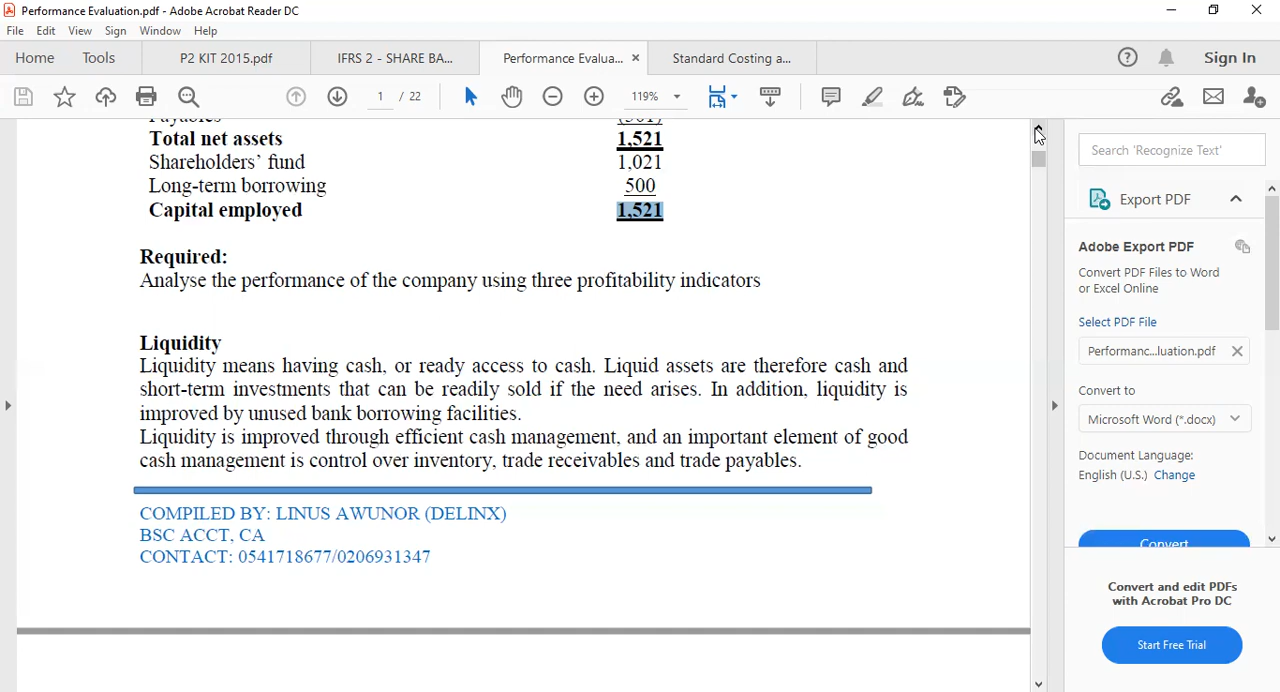 Performance Evaluation.pdf - Adobe Acrobat Reader DC
File Edit View Sign Window Help
Home Tools P2 KIT 2015.pdf IFRS 2 - SHARE BA... Performance Evalua... × Standard Costing a... Sign In
1 / 22 119%
Payables (501)
Total net assets 1,521
Shareholders' fund 1,021
Long-term borrowing 500
Capital employed 1,521
Required:
Analyse the performance of the company using three profitability indicators
Liquidity
Liquidity means having cash, or ready access to cash. Liquid assets are therefore cash and
short-term investments that can be readily sold if the need arises. In addition, liquidity is
improved by unused bank borrowing facilities.
Liquidity is improved through efficient cash management, and an important element of good
cash management is control over inventory, trade receivables and trade payables.
COMPILED BY: LINUS AWUNOR (DELINX)
BSC ACCT, CA
CONTACT: 0541718677/0206931347
Search 'Recognize Text'
Export PDF
Adobe Export PDF
Convert PDF Files to Word
or Excel Online
Select PDF File
Performanc...luation.pdf
Convert to
Microsoft Word (*.docx)
Document Language:
English (U.S.) Change
Convert
Convert and edit PDFs
with Acrobat Pro DC
Start Free Trial